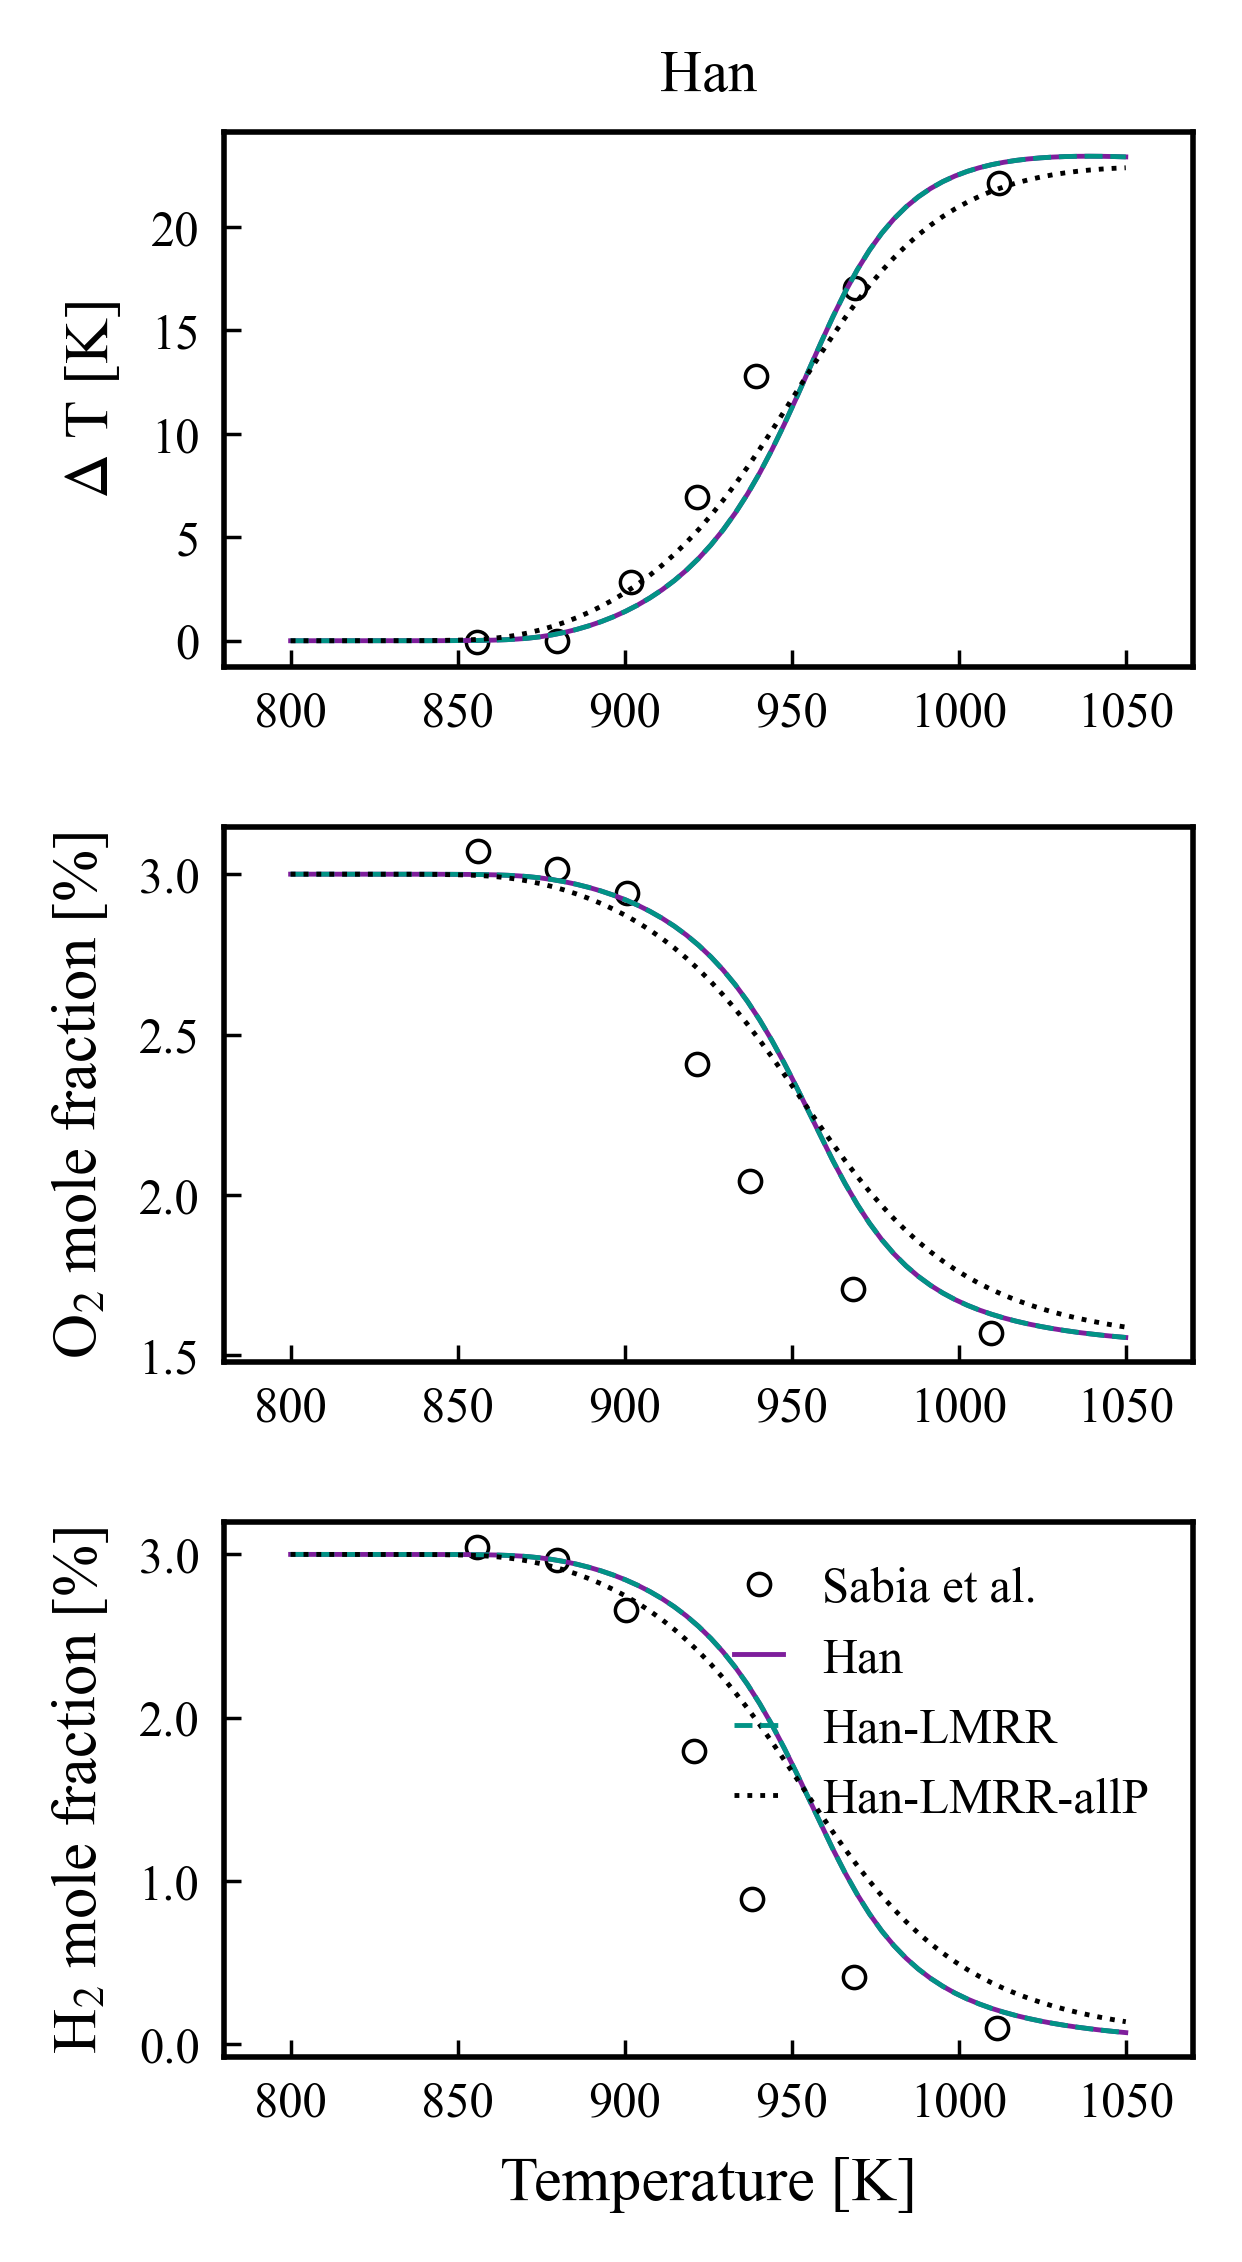 Han
Δ T [K]
20
15
10
5
0
800 850 900 950 1000 1050
O₂ mole fraction [%]
3.0
2.5
2.0
1.5
800 850 900 950 1000 1050
H₂ mole fraction [%]
3.0
2.0
1.0
0.0
Sabia et al.
Han
Han-LMRR
Han-LMRR-allP
800 850 900 950 1000 1050
Temperature [K]